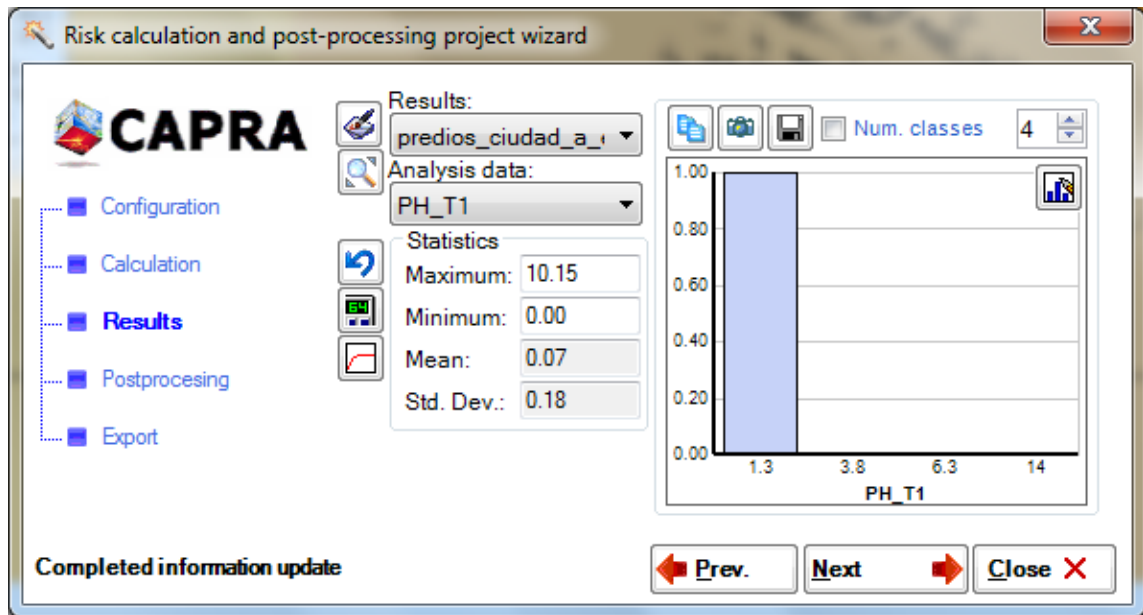 Risk calculation and post-processing project wizard
CAPRA
Configuration
Calculation
Results
Postprocesing
Export
Results:
predios_ciudad_a_
Analysis data:
PH_T1
Statistics
Maximum: 10.15
Minimum: 0.00
Mean: 0.07
Std. Dev.: 0.18
Num. classes 4
1.00
0.80
0.60
0.40
0.20
0.00
1.3 3.8 6.3 14
PH_T1
Completed information update
Prev. Next Close